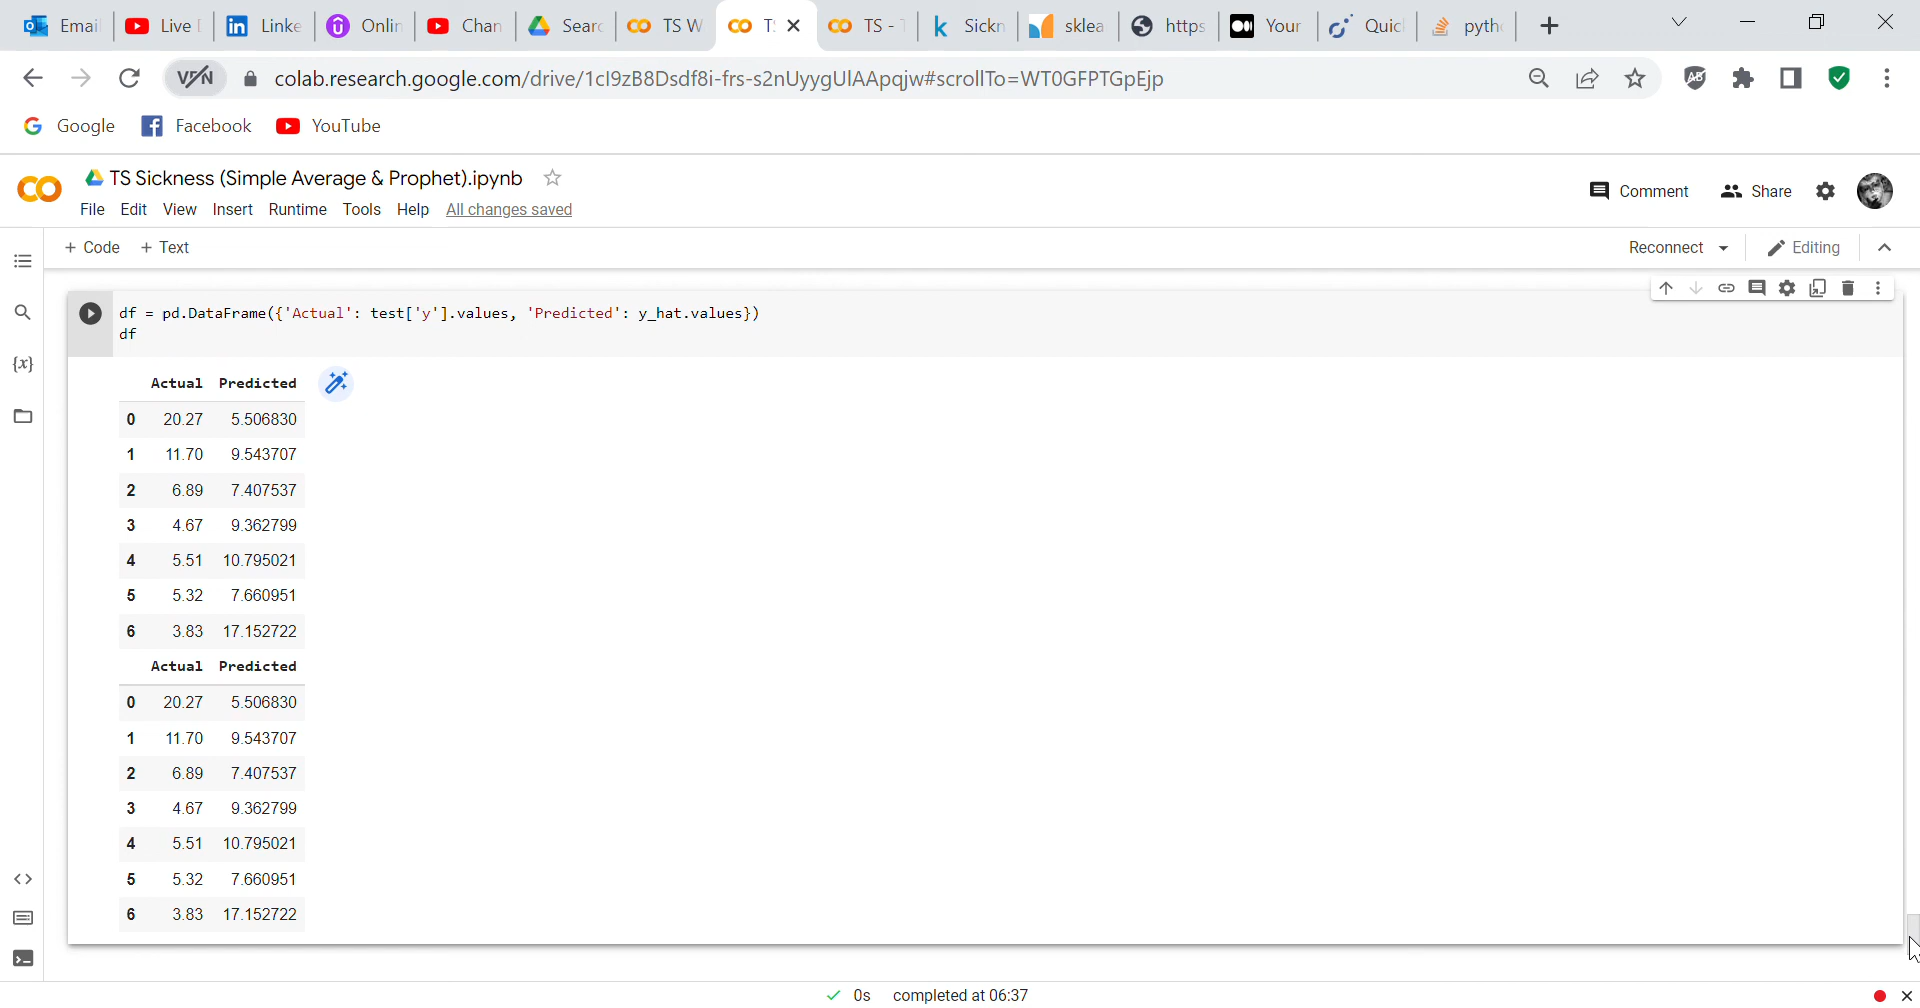 Email Live D Linke Onlin Chan Searc TS W TS TS - T Sickn sklea https Your Quic pytho
VPN colab.research.google.com/drive/1cl9zB8Dsdf8i-frs-s2nUyygUlAApqjw#scrollTo=WT0GFPTGpEjp
Google Facebook YouTube
TS Sickness (Simple Average & Prophet).ipynb
Comment Share
File Edit View Insert Runtime Tools Help All changes saved
+ Code + Text Reconnect Editing
df = pd.DataFrame({'Actual': test['y'].values, 'Predicted': y_hat.values})
df
Actual Predicted
0 20.27 5.506830
1 11.70 9.543707
2 6.89 7.407537
3 4.67 9.362799
4 5.51 10.795021
5 5.32 7.660951
6 3.83 17.152722
Actual Predicted
0 20.27 5.506830
1 11.70 9.543707
2 6.89 7.407537
3 4.67 9.362799
4 5.51 10.795021
5 5.32 7.660951
6 3.83 17.152722
0s completed at 06:37